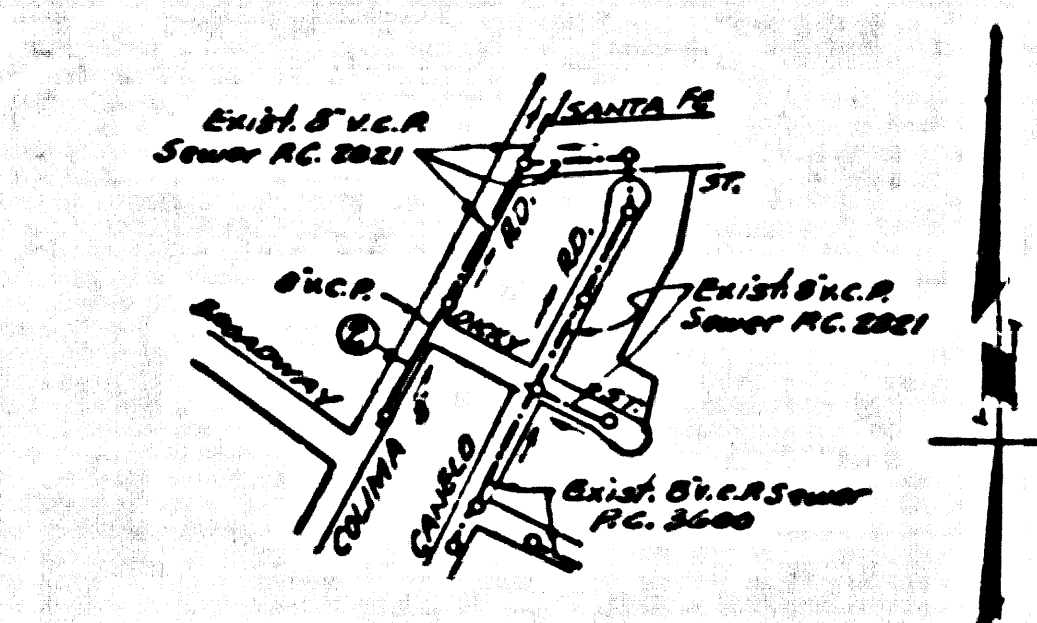 SANTA FE
Exist. 8" V.C.P.
Sewer P.C. 2821
ST.
RD.
RD.
8" V.C.P.
Exist. 8" V.C.P.
Sewer P.C. 2821
BROADWAY
2
R ST.
COLIMA
CANELO
Exist. 8" V.C.P. Sewer
P.C. 3600
N